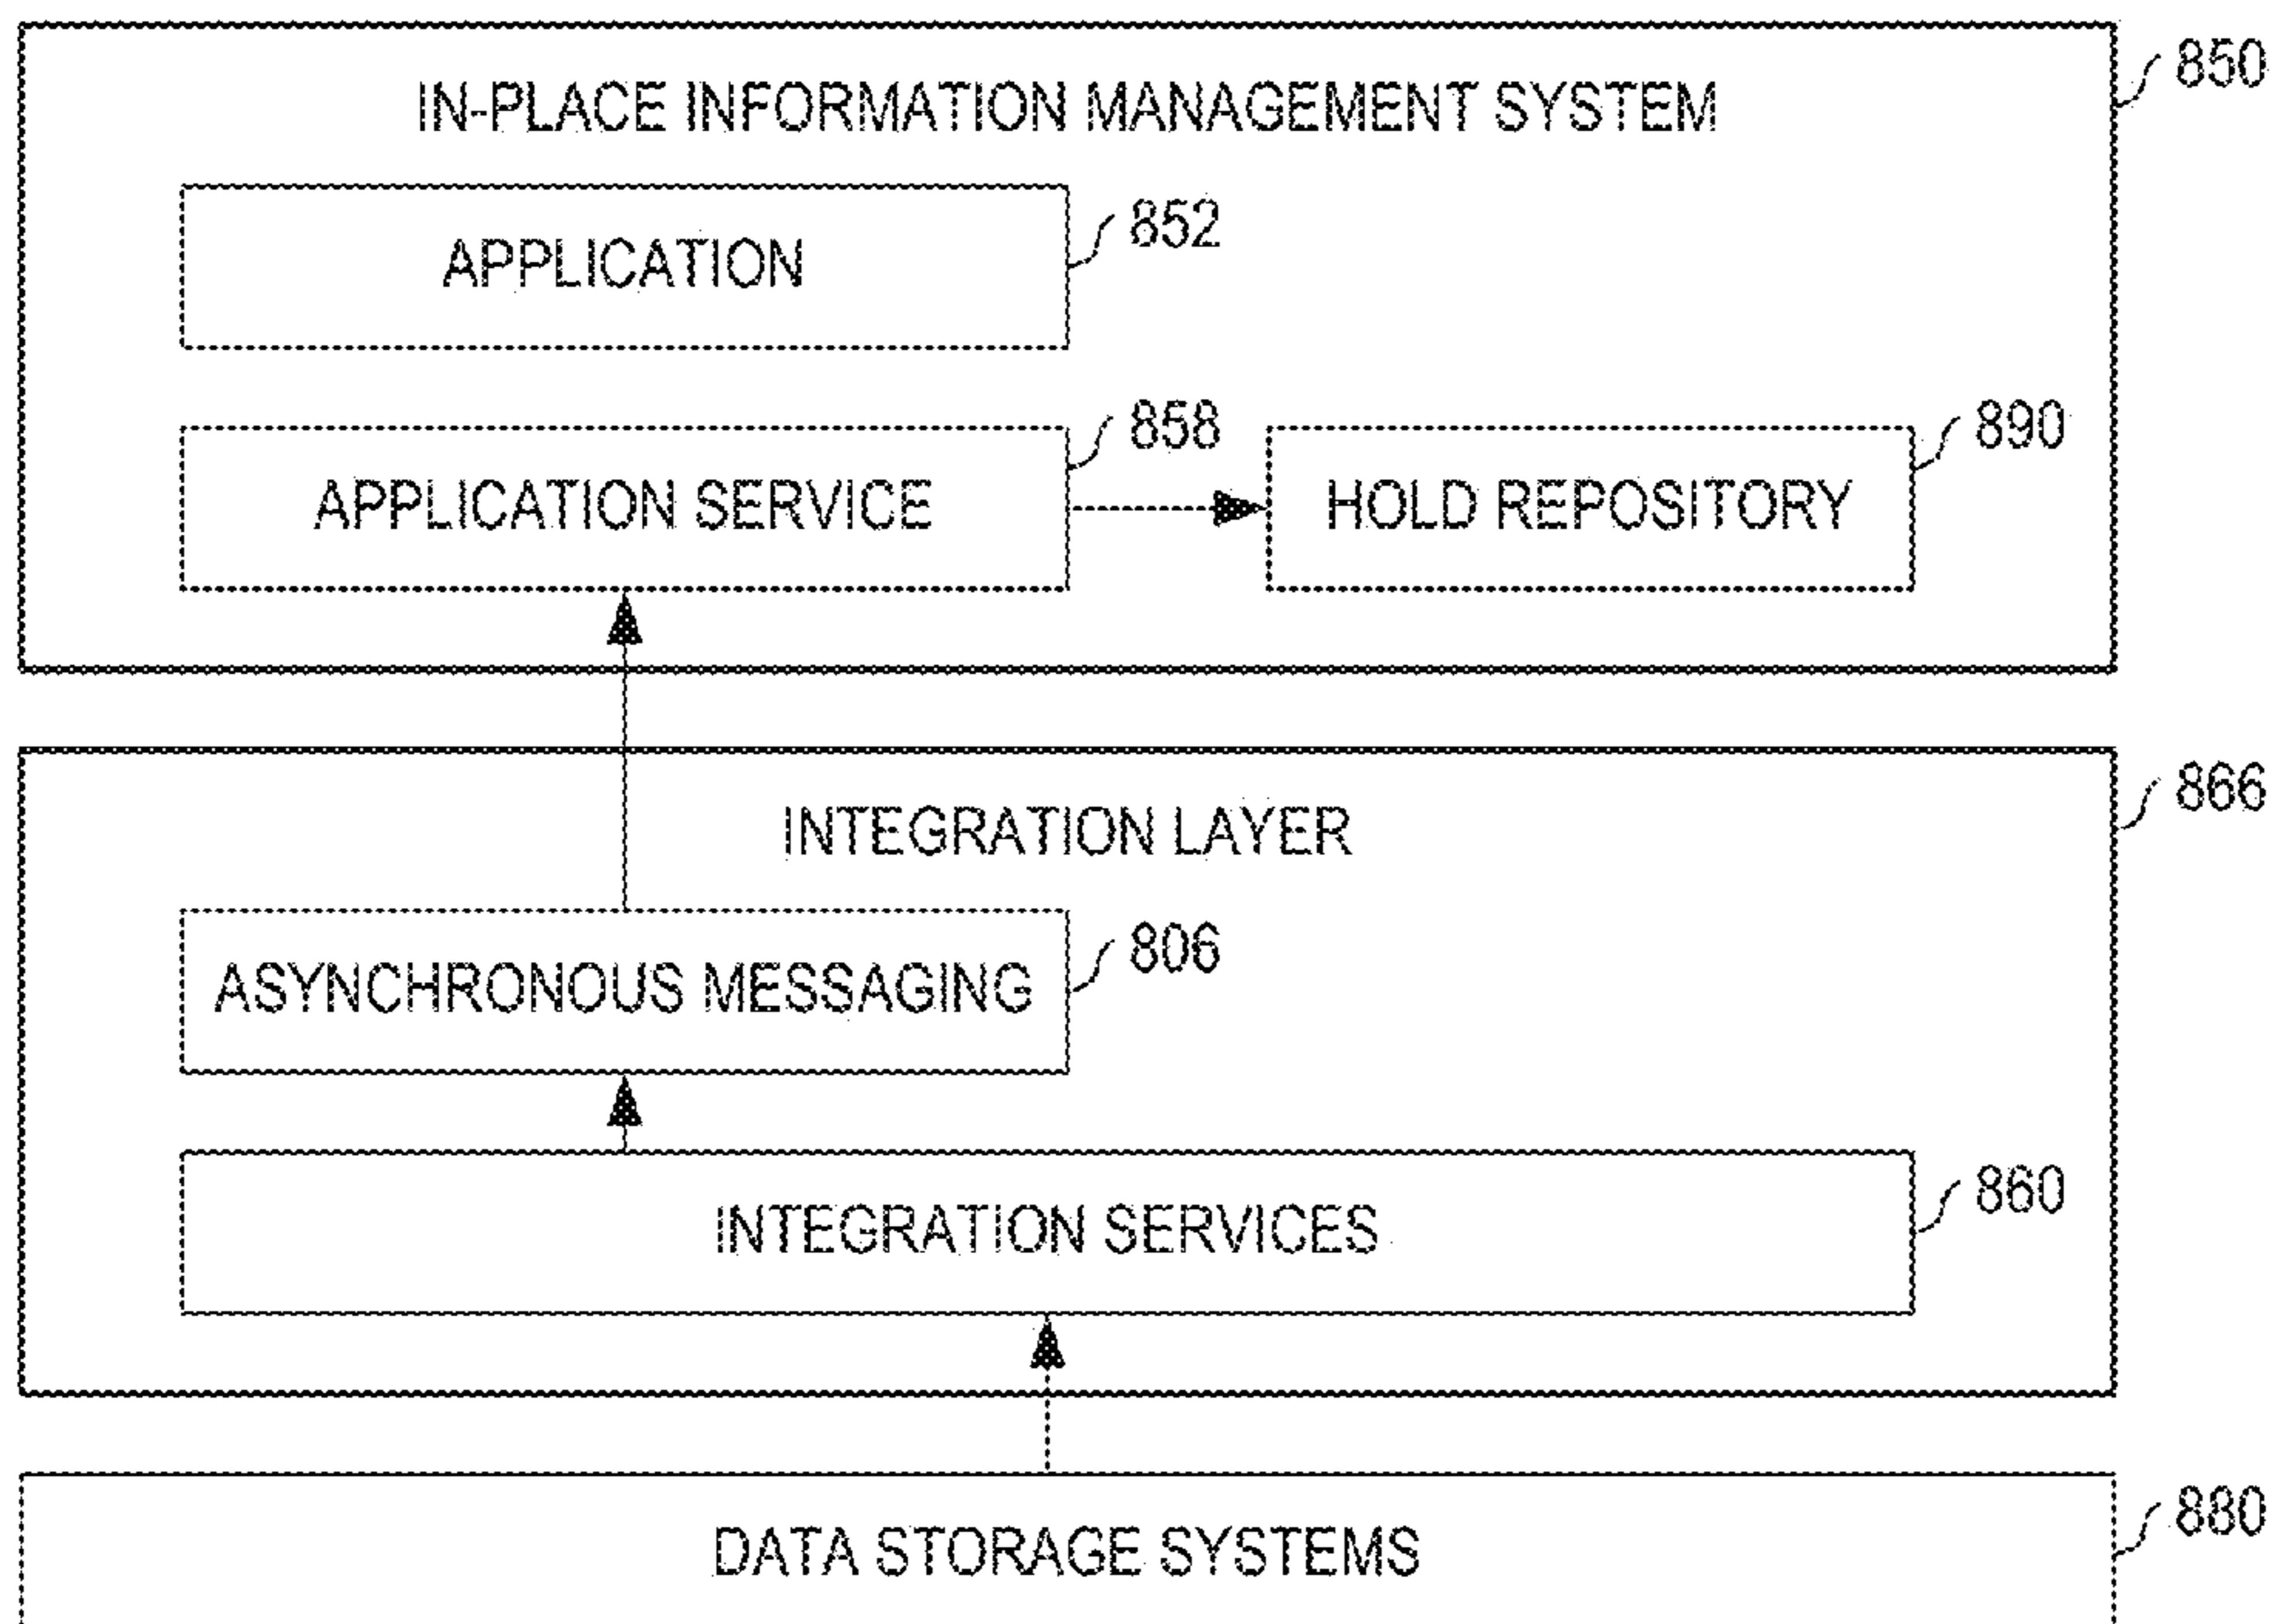 850
IN-PLACE INFORMATION MANAGEMENT SYSTEM
852
APPLICATION
858
890
APPLICATION SERVICE
HOLD REPOSITORY
866
INTEGRATION LAYER
806
ASYNCHRONOUS MESSAGING
860
INTEGRATION SERVICES
880
DATA STORAGE SYSTEMS